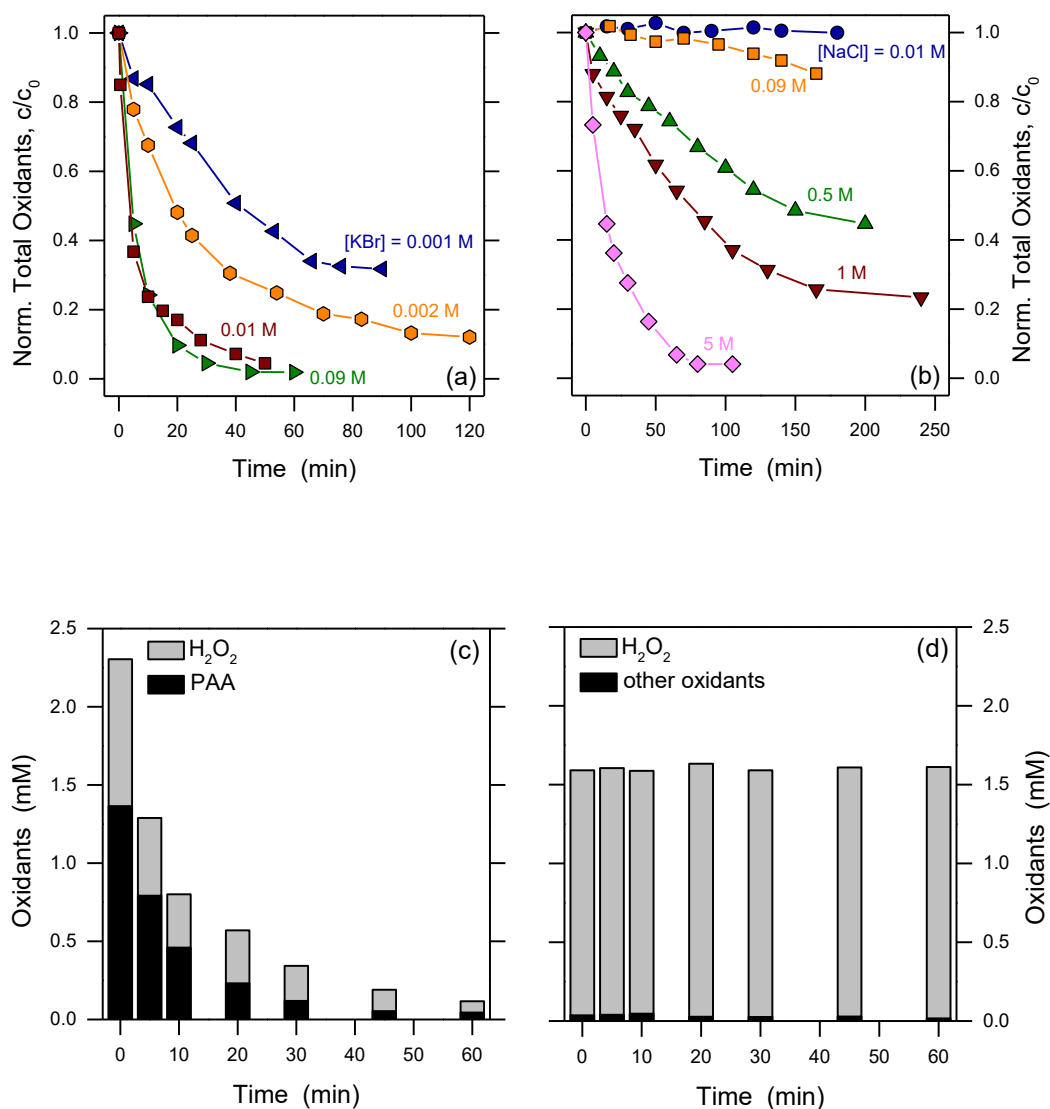 Norm. Total Oxidants, c/c₀
1.0
0.8
0.6
0.4
0.2
0.0
[KBr] = 0.001 M
0.002 M
0.01 M
0.09 M
(a)
0 20 40 60 80 100 120
Time (min)
[NaCl] = 0.01 M
0.09 M
0.5 M
1 M
5 M
(b)
1.0
0.8
0.6
0.4
0.2
0.0
Norm. Total Oxidants, c/c₀
0 50 100 150 200 250
Time (min)
Oxidants (mM)
2.5
2.0
1.5
1.0
0.5
0.0
H₂O₂
PAA
(c)
0 10 20 30 40 50 60
Time (min)
H₂O₂
other oxidants
(d)
2.5
2.0
1.5
1.0
0.5
0.0
Oxidants (mM)
0 10 20 30 40 50 60
Time (min)